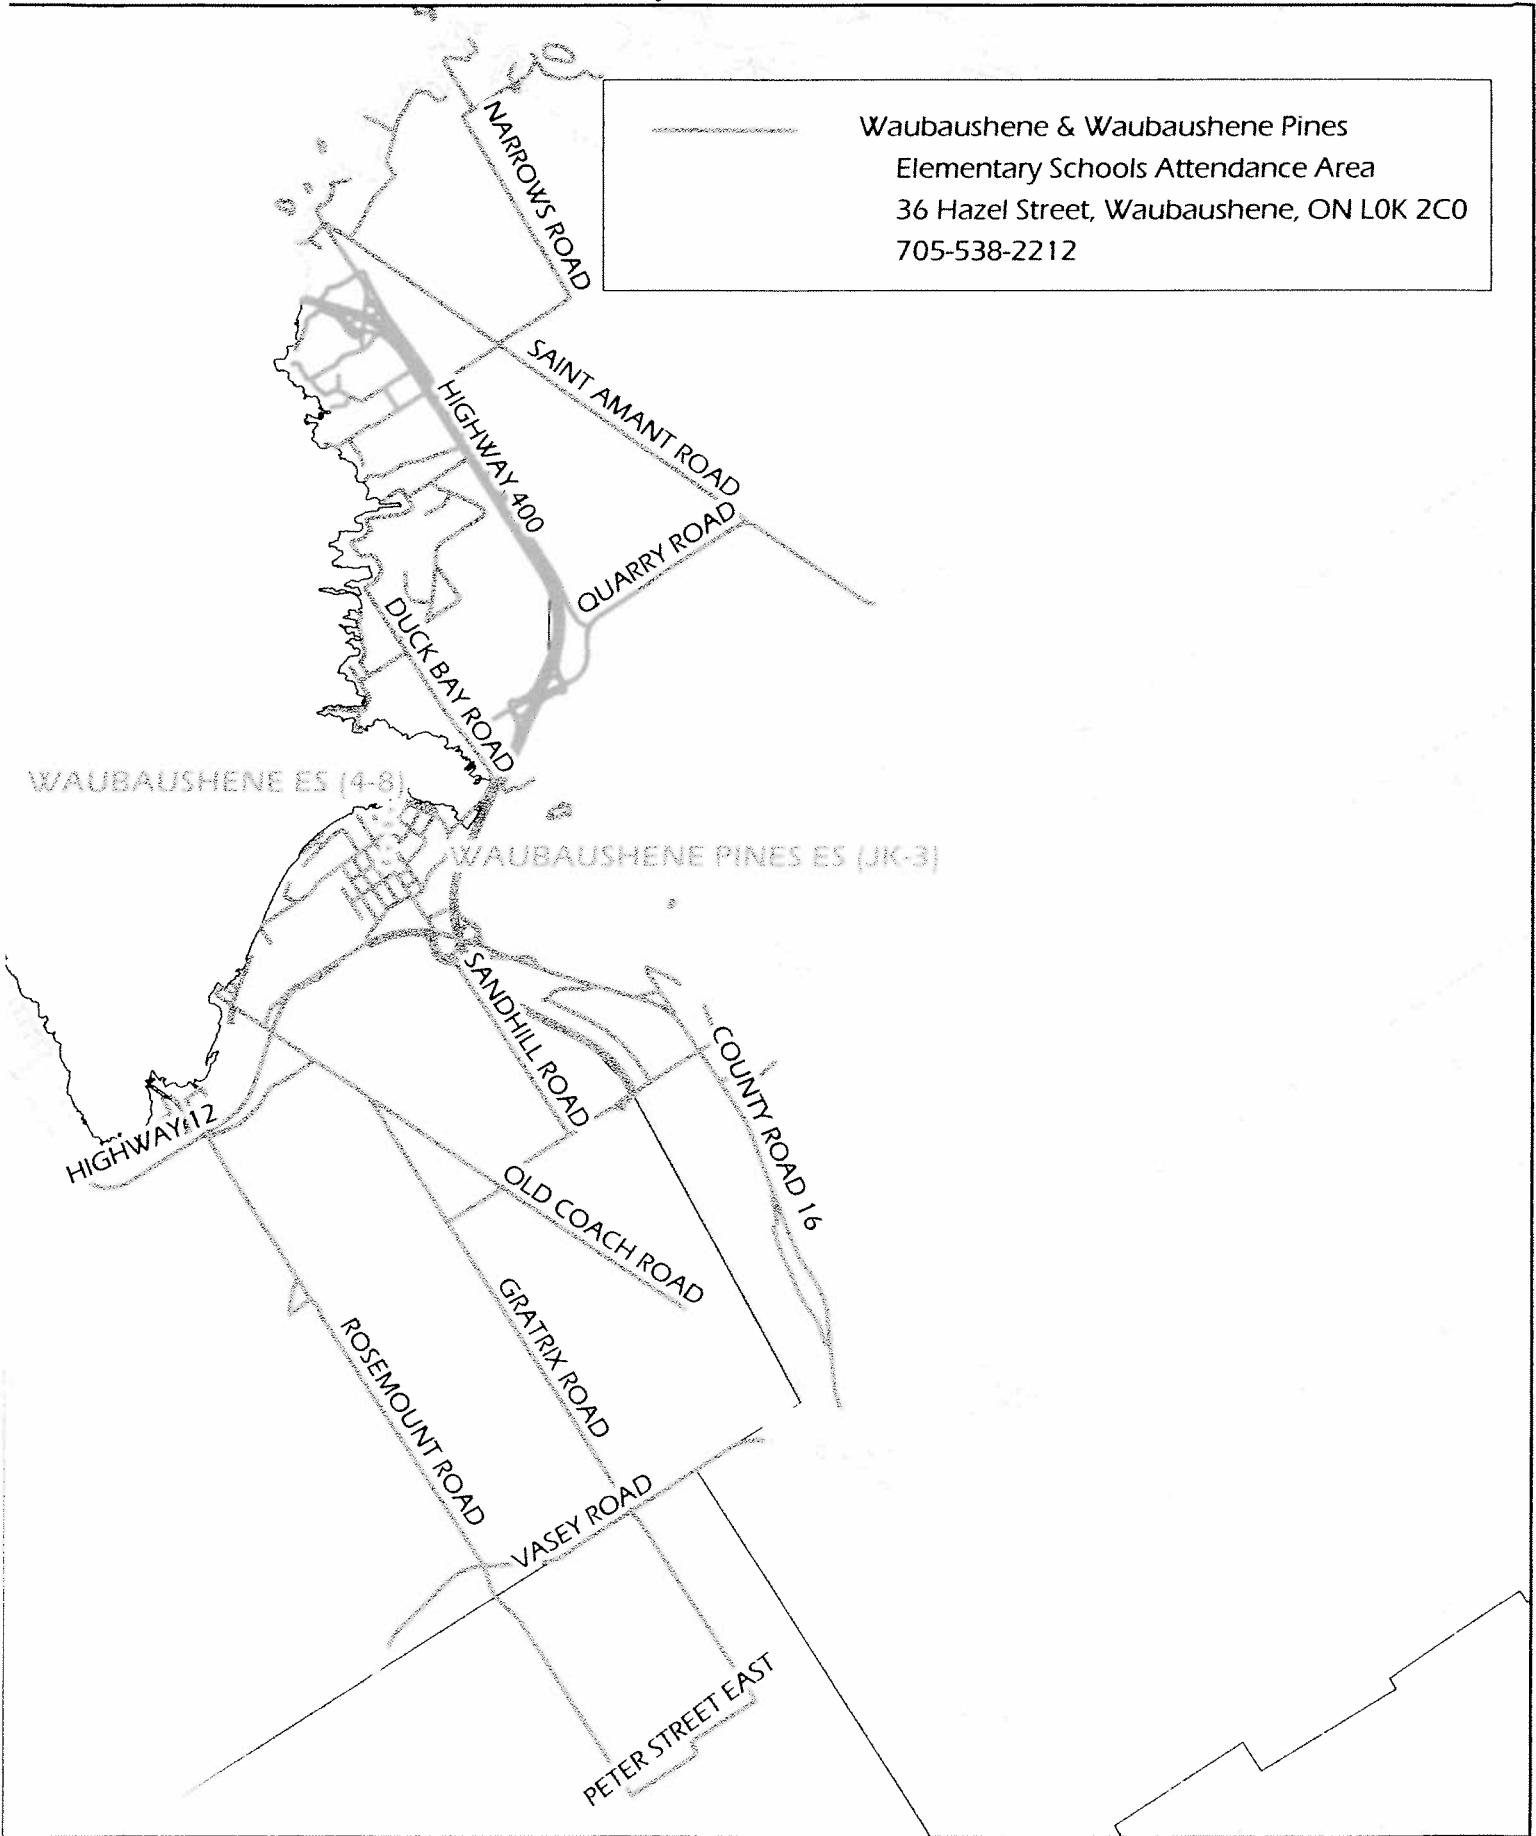 Waubaushene & Waubaushene Pines
Elementary Schools Attendance Area
36 Hazel Street, Waubaushene, ON L0K 2C0
705-538-2212
NARROWS ROAD
SAINT AMANT ROAD
HIGHWAY 400
QUARRY ROAD
DUCK BAY ROAD
WAUBAUSHENE ES (4-8)
WAUBAUSHENE PINES ES (JK-3)
SANDHILL ROAD
COUNTY ROAD 16
HIGHWAY 12
OLD COACH ROAD
GRATRIX ROAD
ROSEMOUNT ROAD
VASEY ROAD
PETER STREET EAST